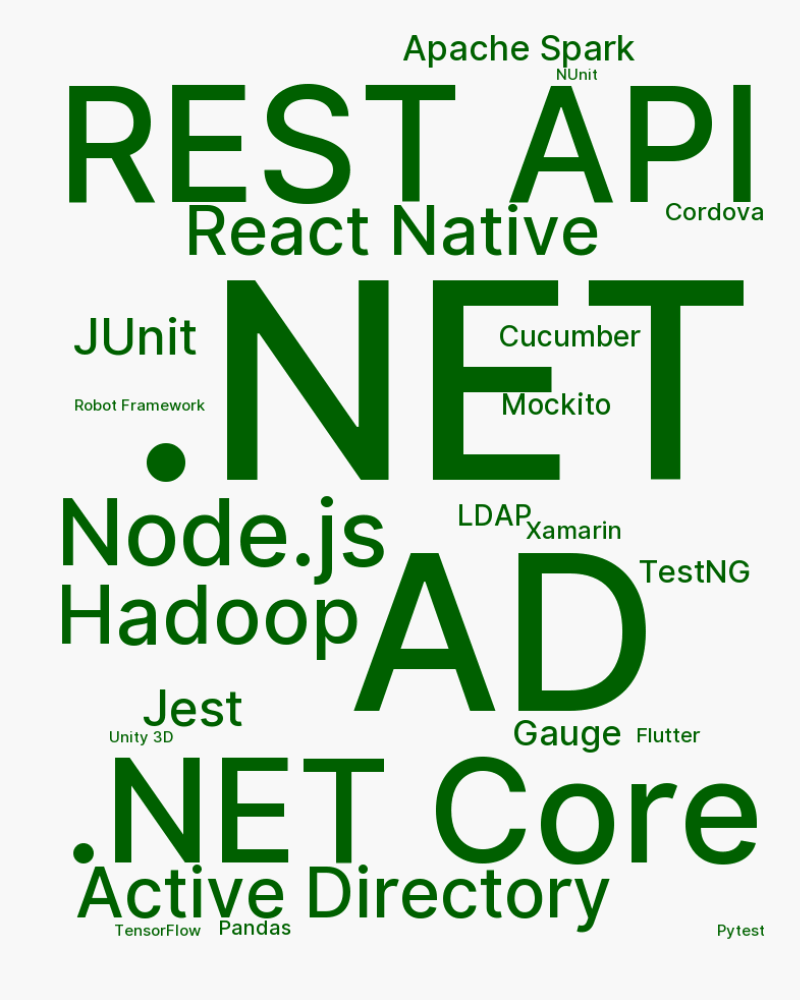 Apache Spark
NUnit
REST API
Cordova
React Native
.NET
JUnit
Cucumber
Robot Framework
Mockito
Node.js
LDAP
Xamarin
TestNG
AD
Hadoop
Jest
Gauge
Flutter
Unity 3D
.NET Core
Active Directory
TensorFlow
Pandas
Pytest